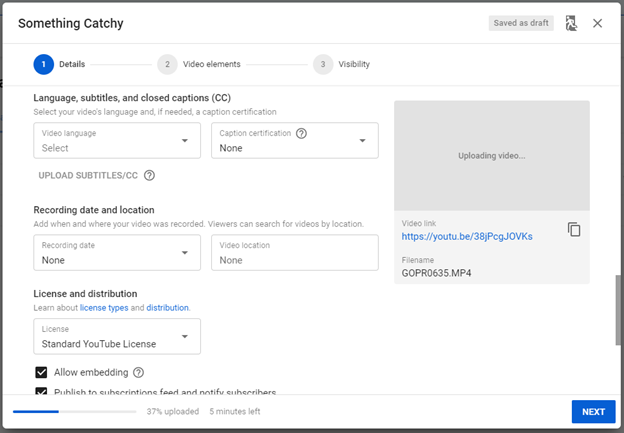 Something Catchy
Saved as draft
1 Details
2 Video elements
3 Visibility
Language, subtitles, and closed captions (CC)
Select your video's language and, if needed, a caption certification
Video language
Select
Caption certification ?
None
UPLOAD SUBTITLES/CC ?
Recording date and location
Add when and where your video was recorded. Viewers can search for videos by location.
Recording date
None
Video location
None
License and distribution
Learn about license types and distribution.
License
Standard YouTube License
Allow embedding ?
Publish to subscriptions feed and notify subscribers
Uploading video...
Video link
https://youtu.be/38jPcgJOVKs
Filename
GOPR0635.MP4
37% uploaded 5 minutes left
NEXT